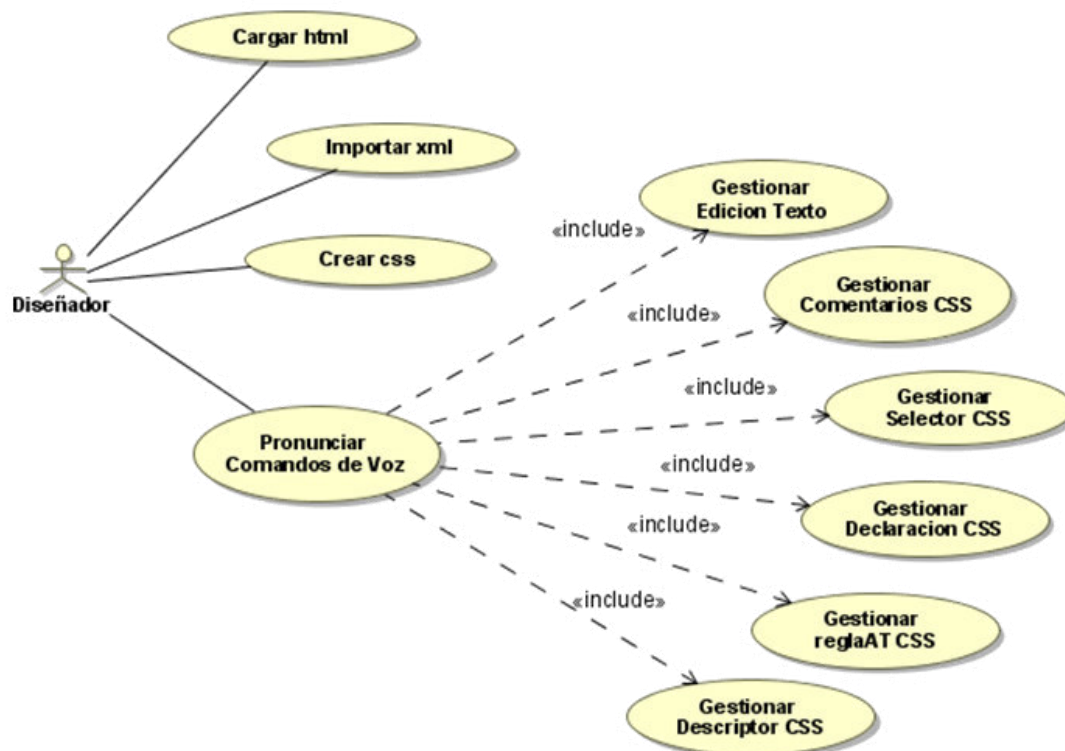 Cargar html
Importar xml
Crear css
Diseñador
Pronunciar
Comandos de Voz
«include»
Gestionar
Edicion Texto
«include»
Gestionar
Comentarios CSS
«include»
Gestionar
Selector CSS
«include»
Gestionar
Declaracion CSS
«include»
Gestionar
reglaAT CSS
«include»
Gestionar
Descriptor CSS